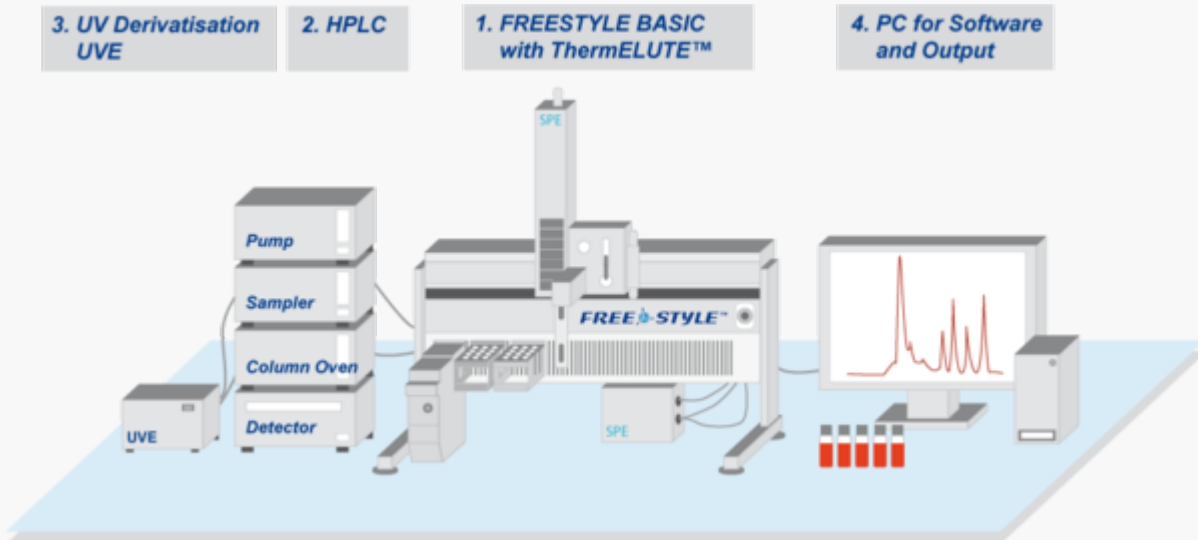 3. UV Derivatisation
UVE
2. HPLC
1. FREESTYLE BASIC
with ThermELUTE™
4. PC for Software
and Output
SPE
Pump
Sampler
Column Oven
Detector
UVE
FREESTYLE™
SPE